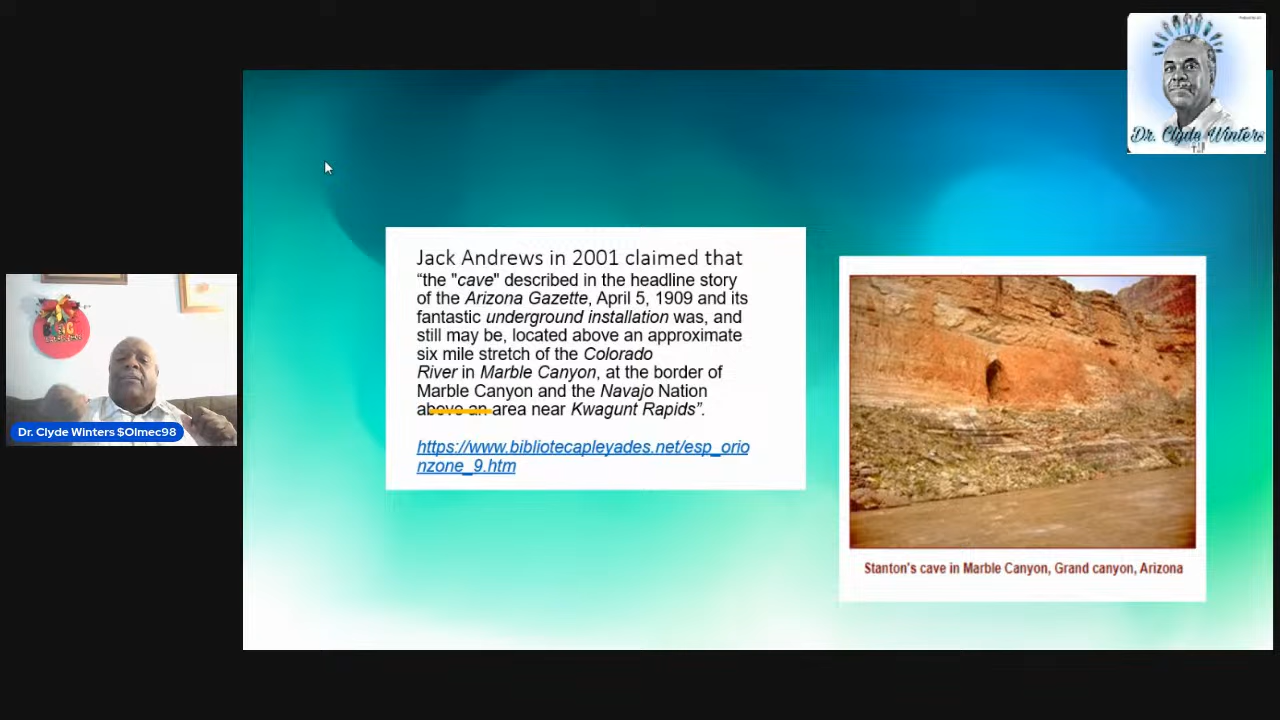 Dr. Clyde Winters
Jack Andrews in 2001 claimed that
“the "cave" described in the headline story
of the Arizona Gazette, April 5, 1909 and its
fantastic underground installation was, and
still may be, located above an approximate
six mile stretch of the Colorado
River in Marble Canyon, at the border of
Marble Canyon and the Navajo Nation
above an area near Kwagunt Rapids”.
https://www.bibliotecapleyades.net/esp_orio
nzone_9.htm
Stanton's cave in Marble Canyon, Grand canyon, Arizona
Dr. Clyde Winters $Olmec98